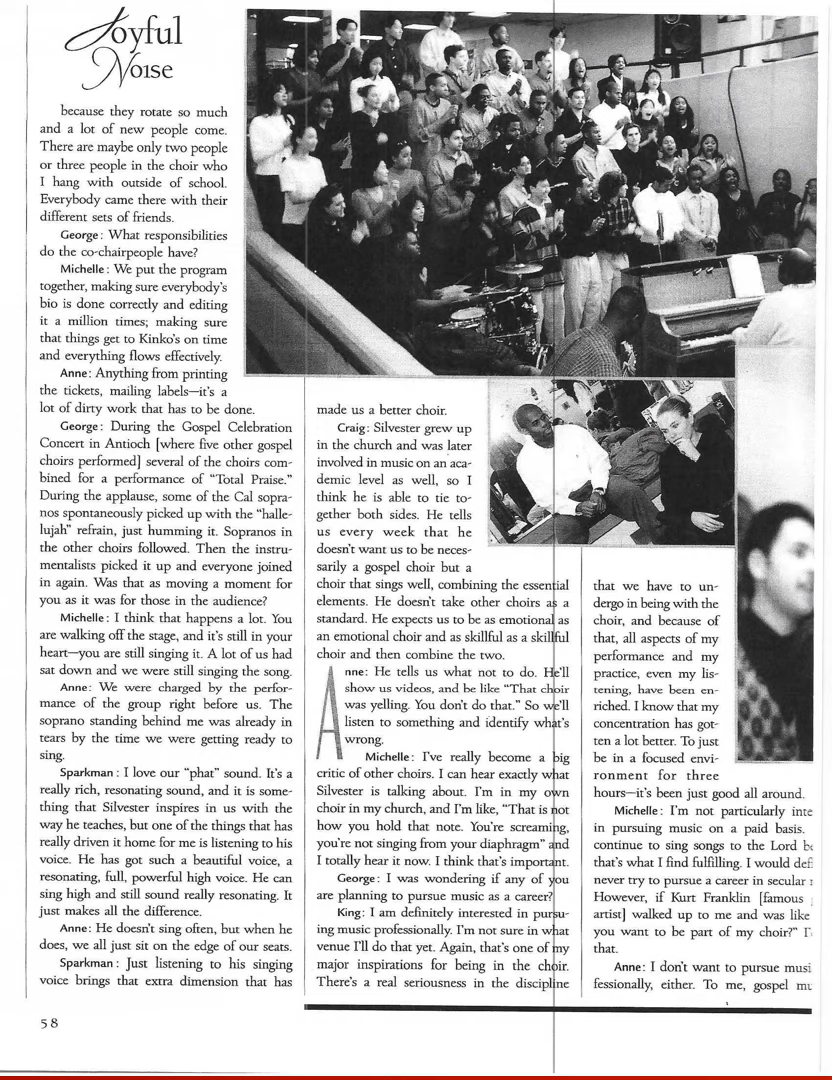 Joyful
Noise
because they rotate so much
and a lot of new people come.
There are maybe only two people
or three people in the choir who
I hang with outside of school.
Everybody came there with their
different sets of friends.
George: What responsibilities
do the co-chairpeople have?
Michelle: We put the program
together, making sure everybody's
bio is done correctly and editing
it a million times; making sure
that things get to Kinko's on time
and everything flows effectively.
Anne: Anything from printing
the tickets, mailing labels—it's a
lot of dirty work that has to be done.
George: During the Gospel Celebration
Concert in Antioch [where five other gospel
choirs performed] several of the choirs com-
bined for a performance of "Total Praise."
During the applause, some of the Cal sopra-
nos spontaneously picked up with the "halle-
lujah" refrain, just humming it. Sopranos in
the other choirs followed. Then the instru-
mentalists picked it up and everyone joined
in again. Was that as moving a moment for
you as it was for those in the audience?
Michelle: I think that happens a lot. You
are walking off the stage, and it's still in your
heart—you are still singing it. A lot of us had
sat down and we were still singing the song.
Anne: We were charged by the perfor-
mance of the group right before us. The
soprano standing behind me was already in
tears by the time we were getting ready to
sing.
Sparkman: I love our "phat" sound. It's a
really rich, resonating sound, and it is some-
thing that Silvester inspires in us with the
way he teaches, but one of the things that has
really driven it home for me is listening to his
voice. He has got such a beautiful voice, a
resonating, full, powerful high voice. He can
sing high and still sound really resonating. It
just makes all the difference.
Anne: He doesn't sing often, but when he
does, we all just sit on the edge of our seats.
Sparkman: Just listening to his singing
voice brings that extra dimension that has
made us a better choir.
Craig: Silvester grew up
in the church and was later
involved in music on an aca-
demic level as well, so I
think he is able to tie to-
gether both sides. He tells
us every week that he
doesn't want us to be neces-
sarily a gospel choir but a
choir that sings well, combining the essential
elements. He doesn't take other choirs as a
standard. He expects us to be as emotional as
an emotional choir and as skillful as a skillful
choir and then combine the two.
Anne: He tells us what not to do. He'll
show us videos, and be like "That choir
was yelling. You don't do that." So we'll
listen to something and identify what's
wrong.
Michelle: I've really become a big
critic of other choirs. I can hear exactly what
Silvester is talking about. I'm in my own
choir in my church, and I'm like, "That is not
how you hold that note. You're screaming,
you're not singing from your diaphragm" and
I totally hear it now. I think that's important.
George: I was wondering if any of you
are planning to pursue music as a career?
King: I am definitely interested in pursu-
ing music professionally. I'm not sure in what
venue I'll do that yet. Again, that's one of my
major inspirations for being in the choir.
There's a real seriousness in the discipline
that we have to un-
dergo in being with the
choir, and because of
that, all aspects of my
performance and my
practice, even my lis-
tening, have been en-
riched. I know that my
concentration has got-
ten a lot better. To just
be in a focused envi-
ronment for three
hours—it's been just good all around.
Michelle: I'm not particularly inte
in pursuing music on a paid basis.
continue to sing songs to the Lord
that's what I find fulfilling. I would
never try to pursue a career in secular
However, if Kurt Franklin [famous
artist] walked up to me and was like
you want to be part of my choir?"
that.
Anne: I don't want to pursue musi
fessionally, either. To me, gospel
58